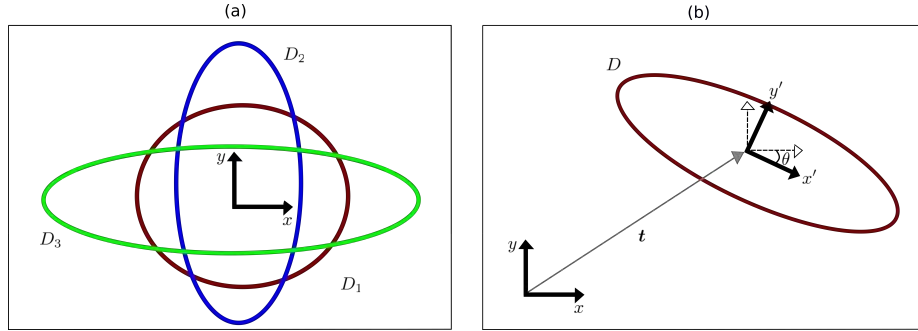 (a)
D₂
y
x
D₃
D₁
(b)
D
y′
θ
x′
t
y
x